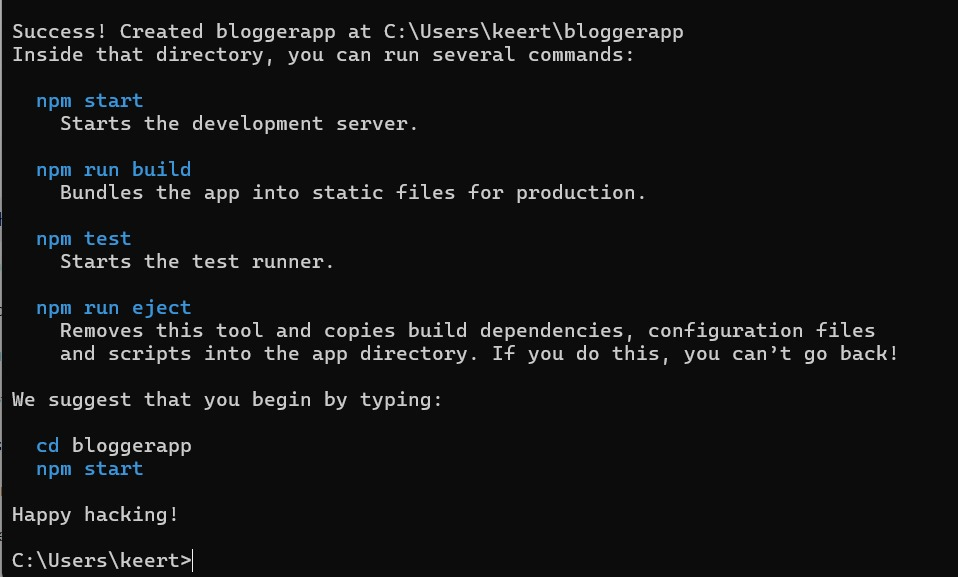 Success! Created bloggerapp at C:\Users\keert\bloggerapp
Inside that directory, you can run several commands:
npm start
Starts the development server.
npm run build
Bundles the app into static files for production.
npm test
Starts the test runner.
npm run eject
Removes this tool and copies build dependencies, configuration files
and scripts into the app directory. If you do this, you can’t go back!
We suggest that you begin by typing:
cd bloggerapp
npm start
Happy hacking!
C:\Users\keert>